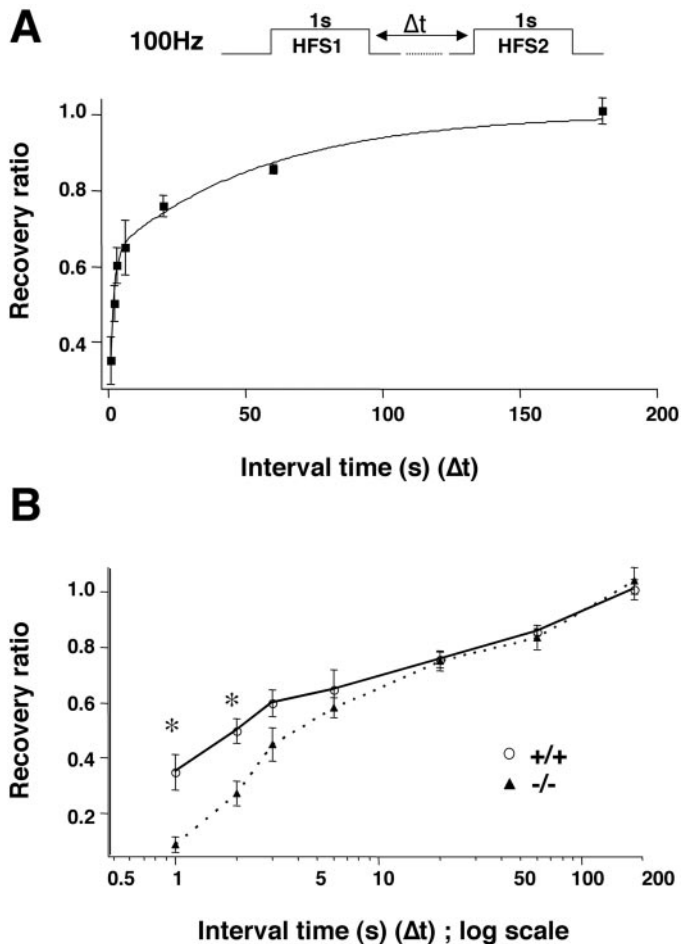 A
100Hz
1s
HFS1
Δt
1s
HFS2
Recovery ratio
1.0
0.8
0.6
0.4
0
50
100
150
200
Interval time (s) (Δt)
B
Recovery ratio
1.0
0.8
0.6
0.4
0.2
* *
+/+
-/-
0.5
1
5
10
50
100
200
Interval time (s) (Δt) ; log scale